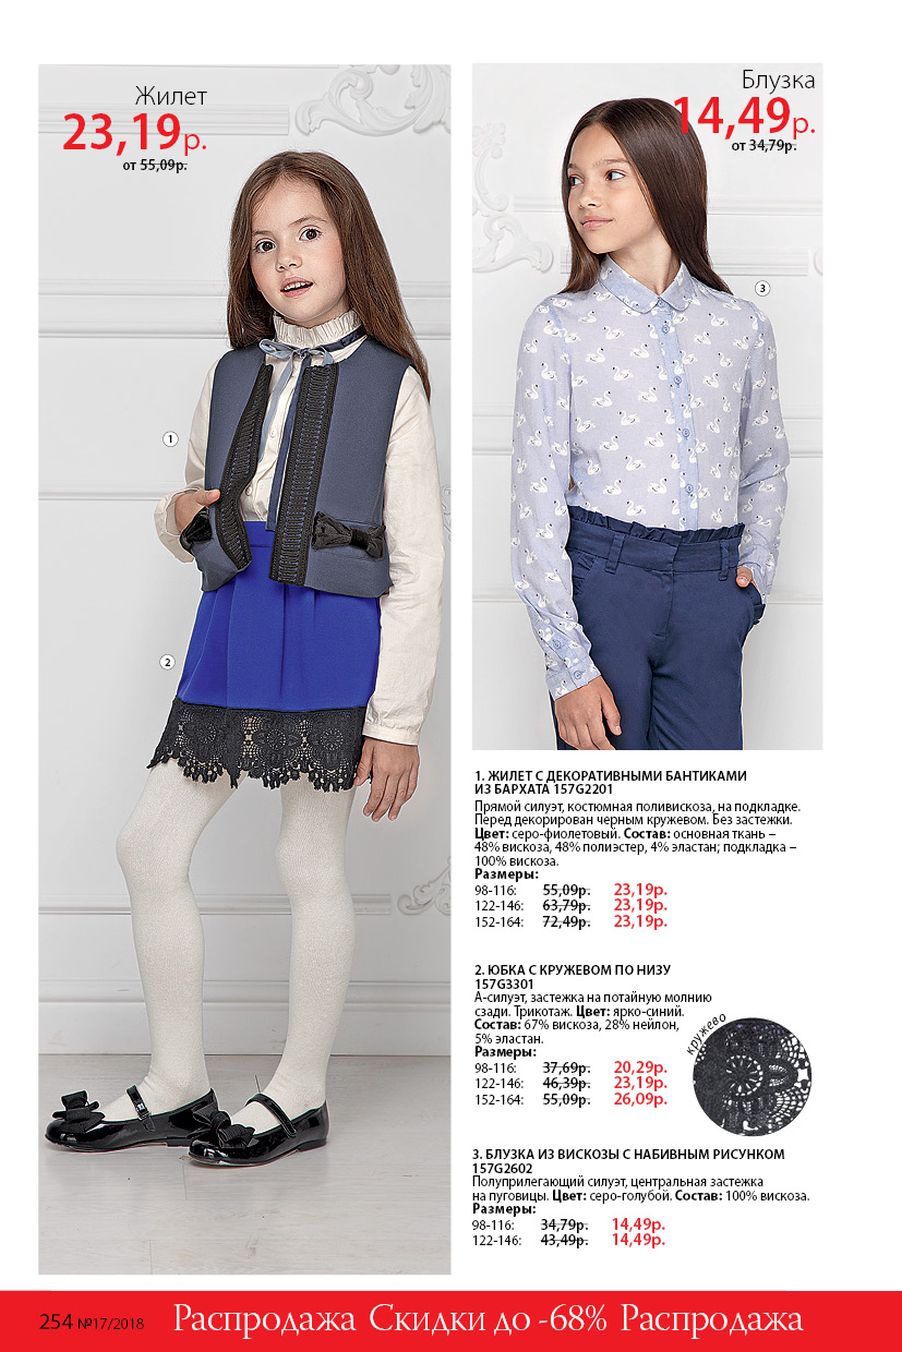 Жилет
23,19р.
от 55,09р.
Блузка
14,49р.
от 34,79р.
1
2
3
1. ЖИЛЕТ С ДЕКОРАТИВНЫМИ БАНТИКАМИ
ИЗ БАРХАТА 157G2201
Прямой силуэт, костюмная поливискоза, на подкладке.
Перед декорирован черным кружевом. Без застежки.
Цвет: серо-фиолетовый. Состав: основная ткань –
48% вискоза, 48% полиэстер, 4% эластан; подкладка –
100% вискоза.
Размеры:
98-116: 55,09р. 23,19р.
122-146: 63,79р. 23,19р.
152-164: 72,49р. 23,19р.
2. ЮБКА С КРУЖЕВОМ ПО НИЗУ
157G3301
А-силуэт, застежка на потайную молнию
сзади. Трикотаж. Цвет: ярко-синий.
Состав: 67% вискоза, 28% нейлон,
5% эластан.
Размеры:
98-116: 37,69р. 20,29р.
122-146: 46,39р. 23,19р.
152-164: 55,09р. 26,09р.
кружево
3. БЛУЗКА ИЗ ВИСКОЗЫ С НАБИВНЫМ РИСУНКОМ
157G2602
Полуприлегающий силуэт, центральная застежка
на пуговицы. Цвет: серо-голубой. Состав: 100% вискоза.
Размеры:
98-116: 34,79р. 14,49р.
122-146: 43,49р. 14,49р.
254 №17/2018 Распродажа Скидки до -68% Распродажа